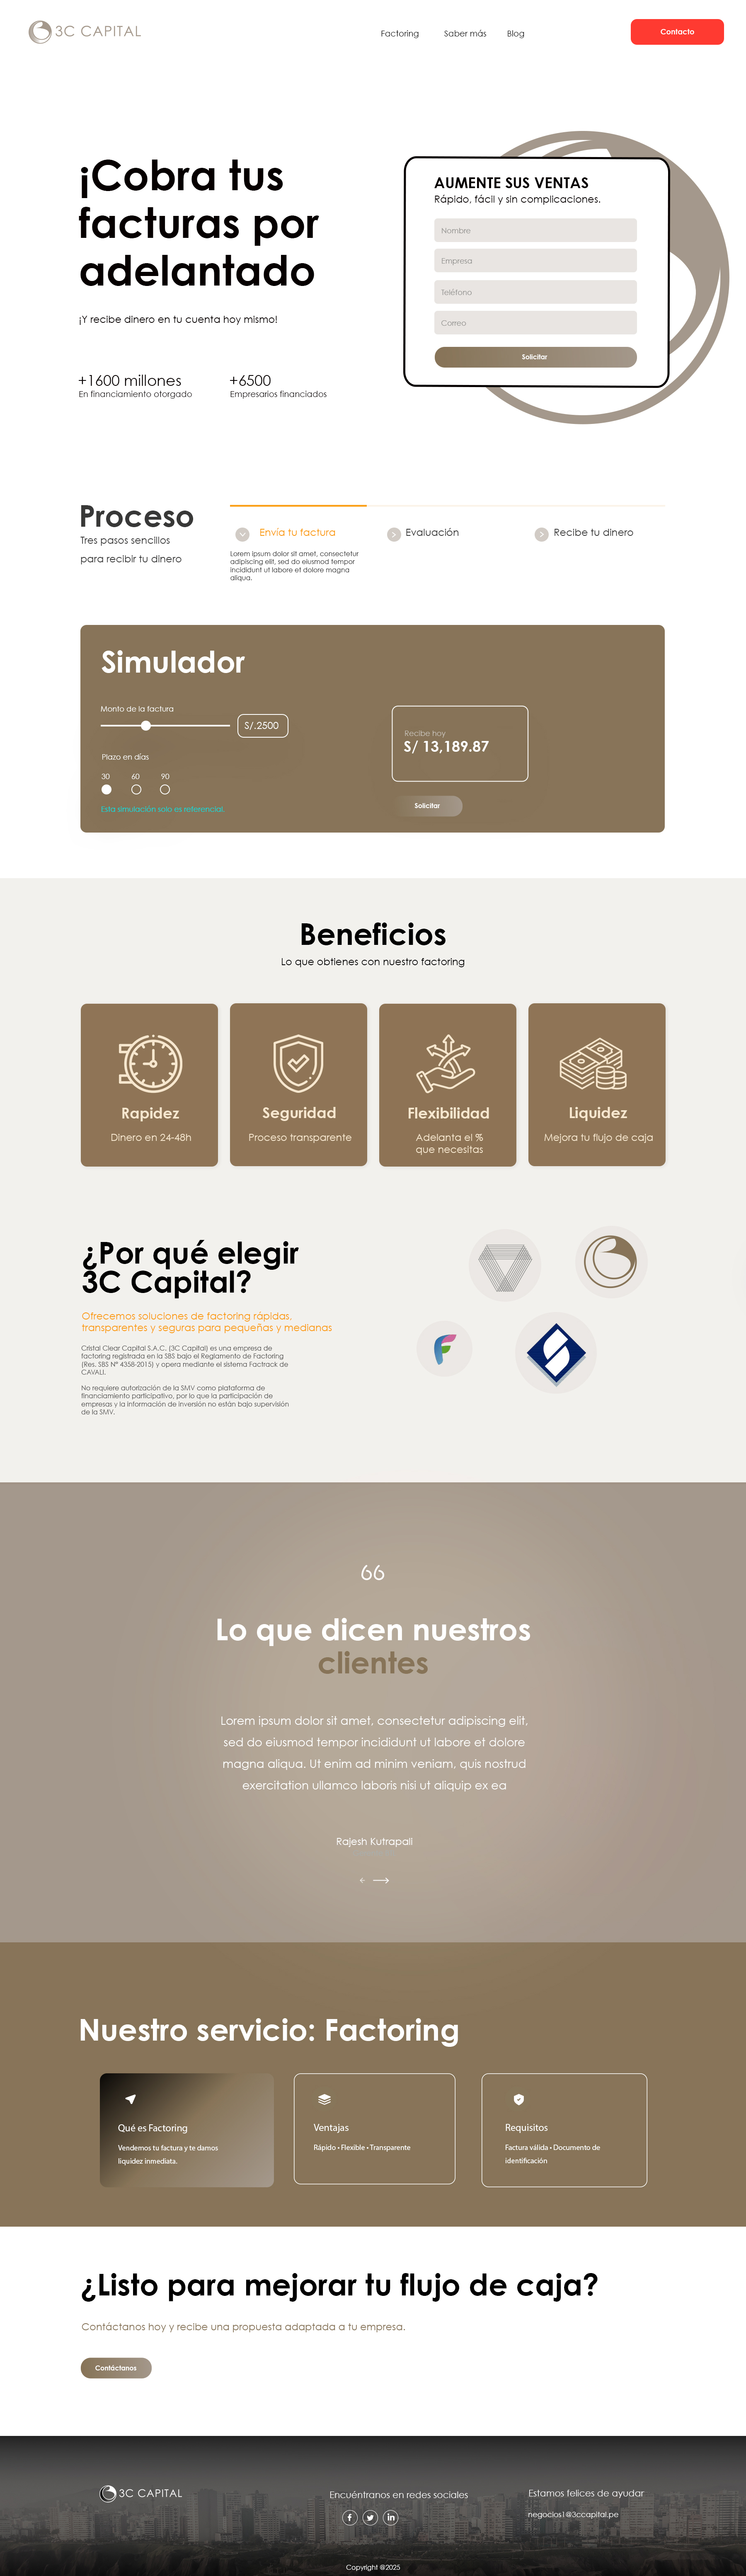 3C CAPITAL
Factoring
Saber más
Blog
Contacto
¡Cobra tus
facturas por
adelantado
¡Y recibe dinero en tu cuenta hoy mismo!
+1600 millones
En financiamiento otorgado
+6500
Empresarios financiados
AUMENTE SUS VENTAS
Rápido, fácil y sin complicaciones.
Nombre
Empresa
Teléfono
Correo
Solicitar
Proceso
Tres pasos sencillos
para recibir tu dinero
Envía tu factura
Lorem ipsum dolor sit amet, consectetur
adipiscing elit, sed do eiusmod tempor
incididunt ut labore et dolore magna
aliqua.
Evaluación
Recibe tu dinero
Simulador
Monto de la factura
S/.2500
Plazo en días
30 60 90
Esta simulación solo es referencial.
Recibe hoy
S/ 13,189.87
Solicitar
Beneficios
Lo que obtienes con nuestro factoring
Rapidez
Dinero en 24-48h
Seguridad
Proceso transparente
Flexibilidad
Adelanta el %
que necesitas
Liquidez
Mejora tu flujo de caja
¿Por qué elegir
3C Capital?
Ofrecemos soluciones de factoring rápidas,
transparentes y seguras para pequeñas y medianas
Cristal Clear Capital S.A.C. (3C Capital) es una empresa de
factoring registrada en la SBS bajo el Reglamento de Factoring
(Res. SBS N° 4358-2015) y opera mediante el sistema Factrack de
CAVALI.
No requiere autorización de la SMV como plataforma de
financiamiento participativo, por lo que la participación de
empresas y la información de inversión no están bajo supervisión
de la SMV.
66
Lo que dicen nuestros
clientes
Lorem ipsum dolor sit amet, consectetur adipiscing elit,
sed do eiusmod tempor incididunt ut labore et dolore
magna aliqua. Ut enim ad minim veniam, quis nostrud
exercitation ullamco laboris nisi ut aliquip ex ea
Rajesh Kutrapali
Nuestro servicio: Factoring
Qué es Factoring
Vendemos tu factura y te damos
liquidez inmediata.
Ventajas
Rápido • Flexible • Transparente
Requisitos
Factura válida • Documento de
identificación
¿Listo para mejorar tu flujo de caja?
Contáctanos hoy y recibe una propuesta adaptada a tu empresa.
Contáctanos
3C CAPITAL
Encuéntranos en redes sociales
Estamos felices de ayudar
negocios1@3ccapital.pe
Copyright @2025